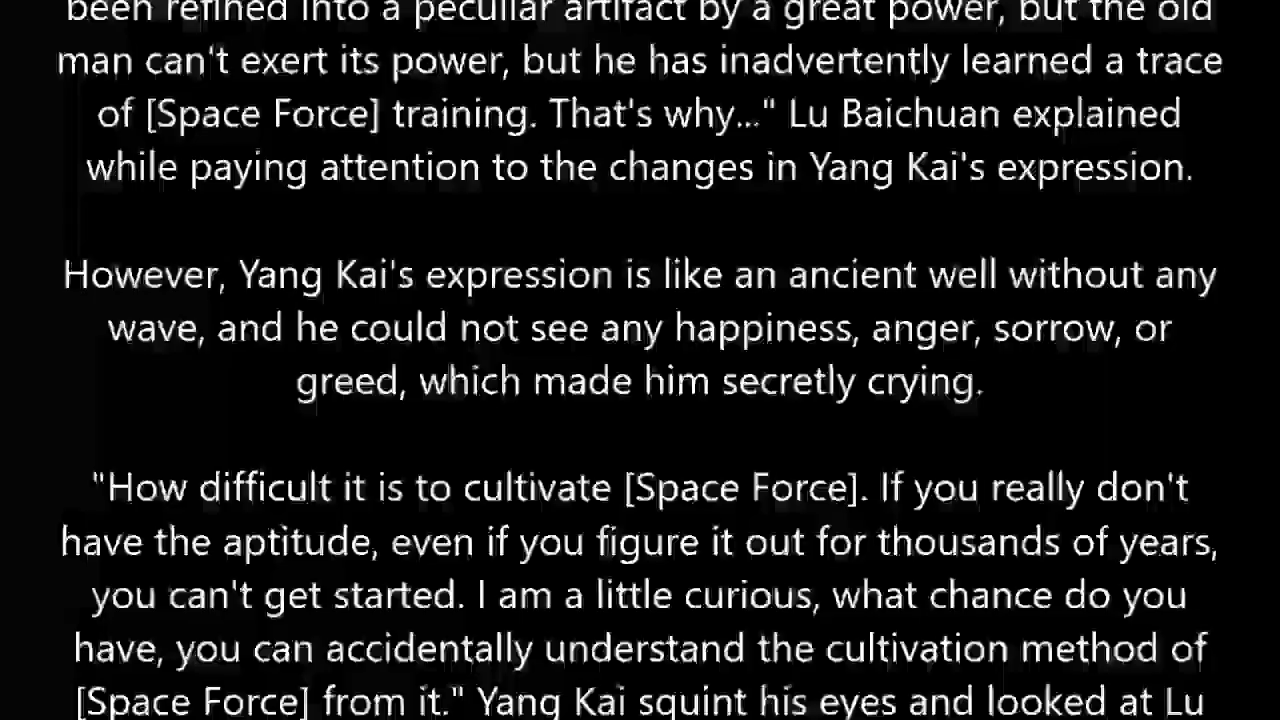 been refined into a peculiar artifact by a great power, but the old
man can't exert its power, but he has inadvertently learned a trace
of [Space Force] training. That's why..." Lu Baichuan explained
while paying attention to the changes in Yang Kai's expression.
However, Yang Kai's expression is like an ancient well without any
wave, and he could not see any happiness, anger, sorrow, or
greed, which made him secretly crying.
"How difficult it is to cultivate [Space Force]. If you really don't
have the aptitude, even if you figure it out for thousands of years,
you can't get started. I am a little curious, what chance do you
have, you can accidentally understand the cultivation method of
[Space Force] from it." Yang Kai squint his eyes and looked at Lu